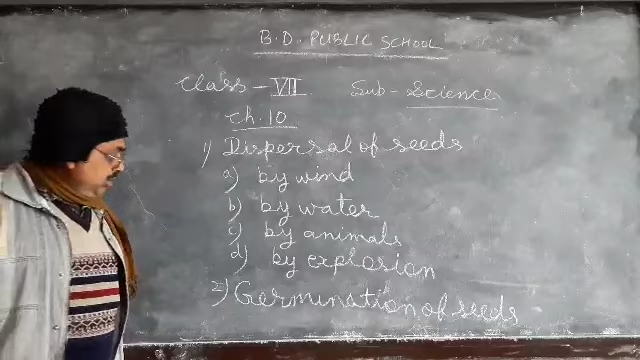 B.D. PUBLIC SCHOOL
Class - VII Sub - Science
Ch. 10
1) Dispersal of seeds
a) by wind
b) by water
c) by animals
d) by explosion
2) Germination of seeds